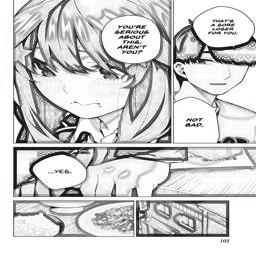 THAT'S
A SORE
LOSER
FOR YOU.
NOT
BAD.
YOU'RE
SERIOUS
ABOUT
THIS,
AREN'T
YOU?
...YES.
102